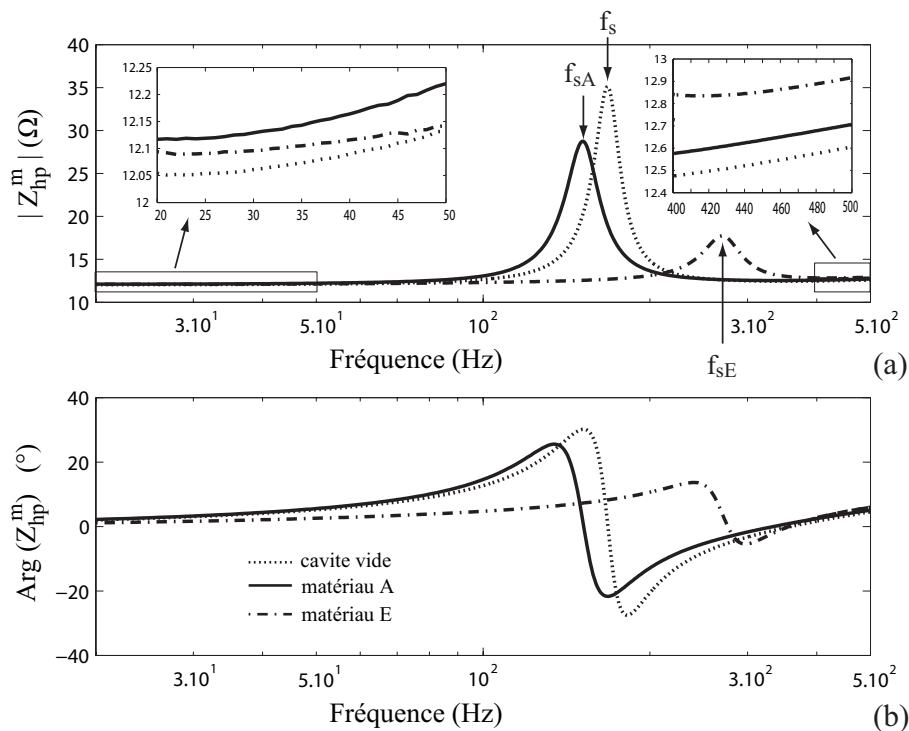 f_s
f_sA
| Z_hp^m | (Ω)
40
35
30
25
20
15
10
12.25
12.2
12.15
12.1
12.05
12
20 25 30 35 40 45 50
13
12.9
12.8
12.7
12.6
12.5
12.4
400 420 440 460 480 500
3.10^1 5.10^1 10^2 3.10^2 5.10^2
Fréquence (Hz)
f_sE
(a)
Arg (Z_hp^m) (°)
40
20
0
−20
−40
cavite vide
matériau A
matériau E
3.10^1 5.10^1 10^2 3.10^2 5.10^2
Fréquence (Hz)
(b)